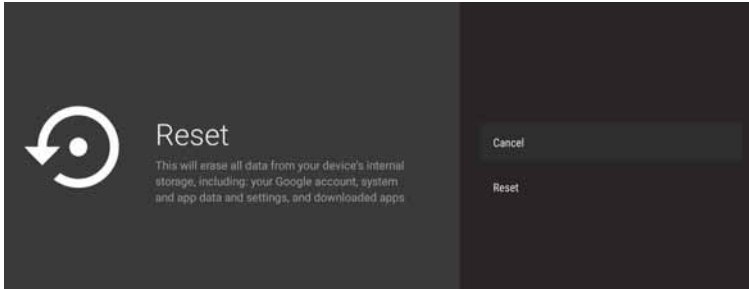 Reset
This will erase all data from your device's internal
storage, including: your Google account, system
and app data and settings, and downloaded apps
Cancel
Reset